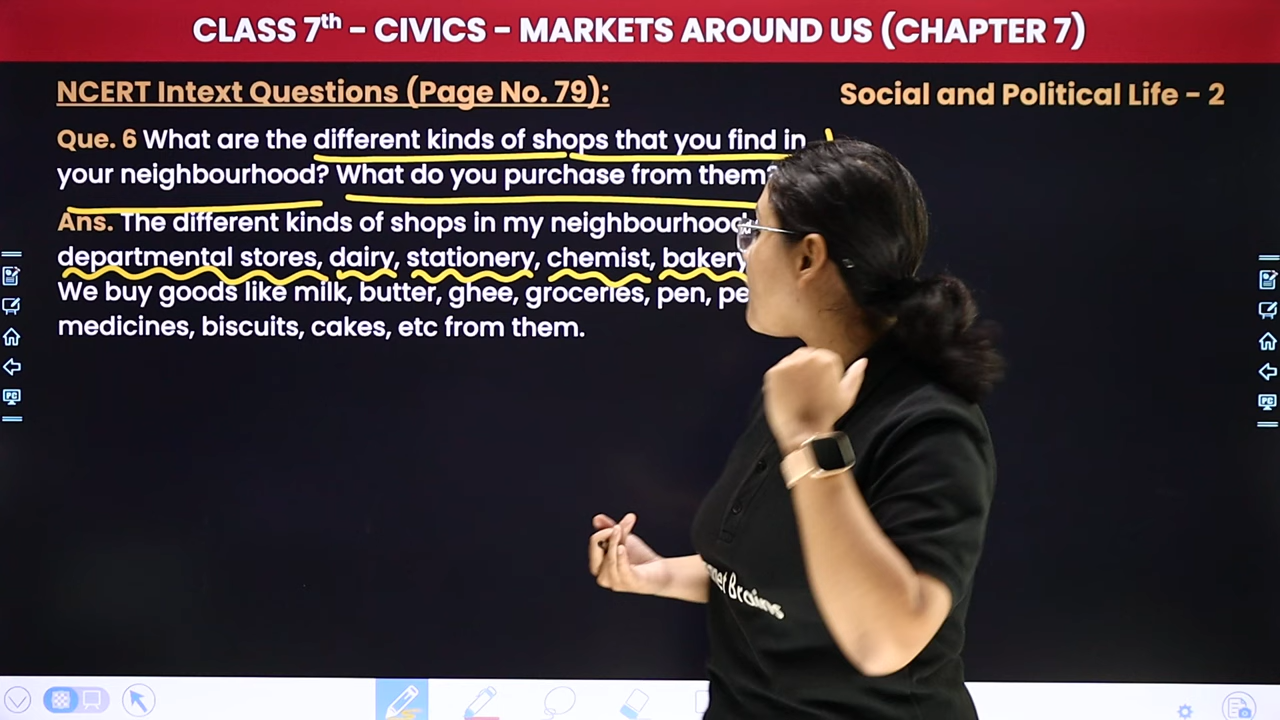 CLASS 7th - CIVICS - MARKETS AROUND US (CHAPTER 7)
NCERT Intext Questions (Page No. 79):
Social and Political Life - 2
Que. 6 What are the different kinds of shops that you find in
your neighbourhood? What do you purchase from them?
Ans. The different kinds of shops in my neighbourhood
departmental stores, dairy, stationery, chemist, bakery
We buy goods like milk, butter, ghee, groceries, pen,
medicines, biscuits, cakes, etc from them.
Brains
PC
PC